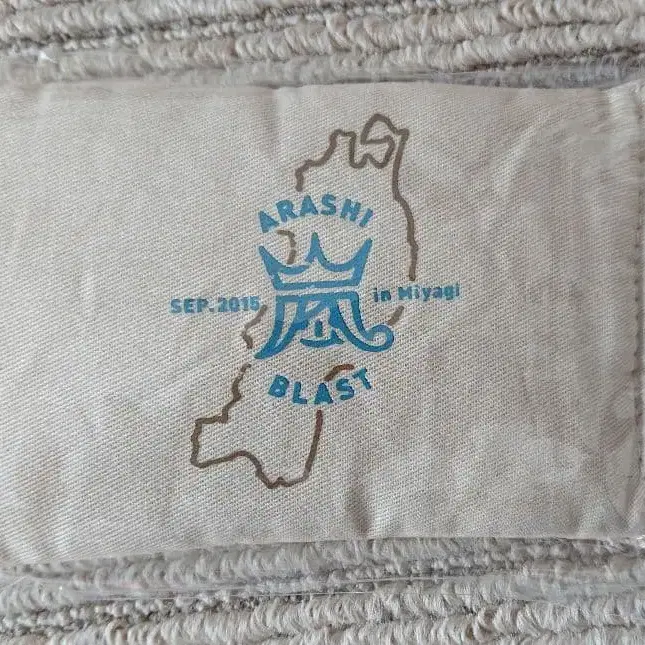 ARASHI
SEP.2015
嵐
in Miyagi
BLAST